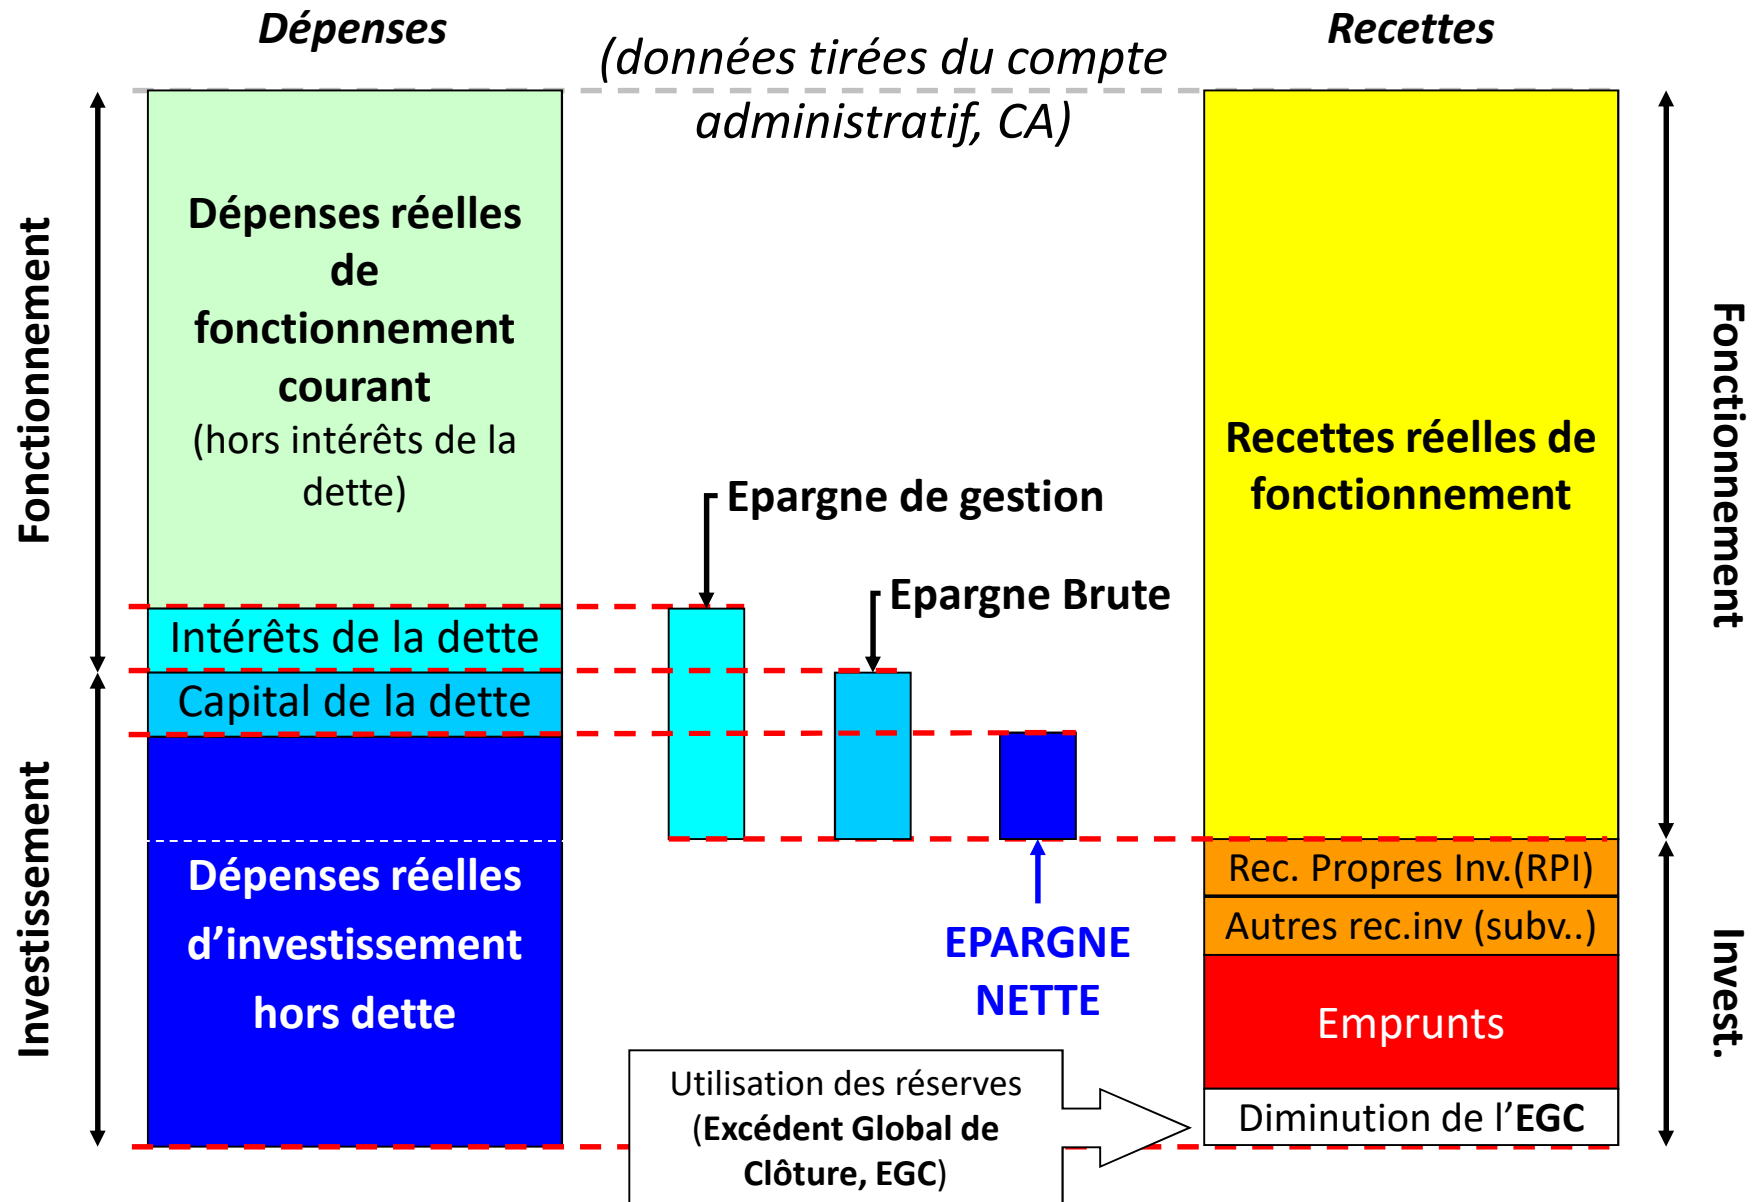 Dépenses
(données tirées du compte
administratif, CA)
Recettes
Fonctionnement
Investissement
Dépenses réelles
de
fonctionnement
courant
(hors intérêts de la
dette)
Intérêts de la dette
Capital de la dette
Dépenses réelles
d’investissement
hors dette
Epargne de gestion
Epargne Brute
EPARGNE
NETTE
Utilisation des réserves
(Excédent Global de
Clôture, EGC)
Recettes réelles de
fonctionnement
Rec. Propres Inv.(RPI)
Autres rec.inv (subv..)
Emprunts
Diminution de l’EGC
Fonctionnement
Invest.